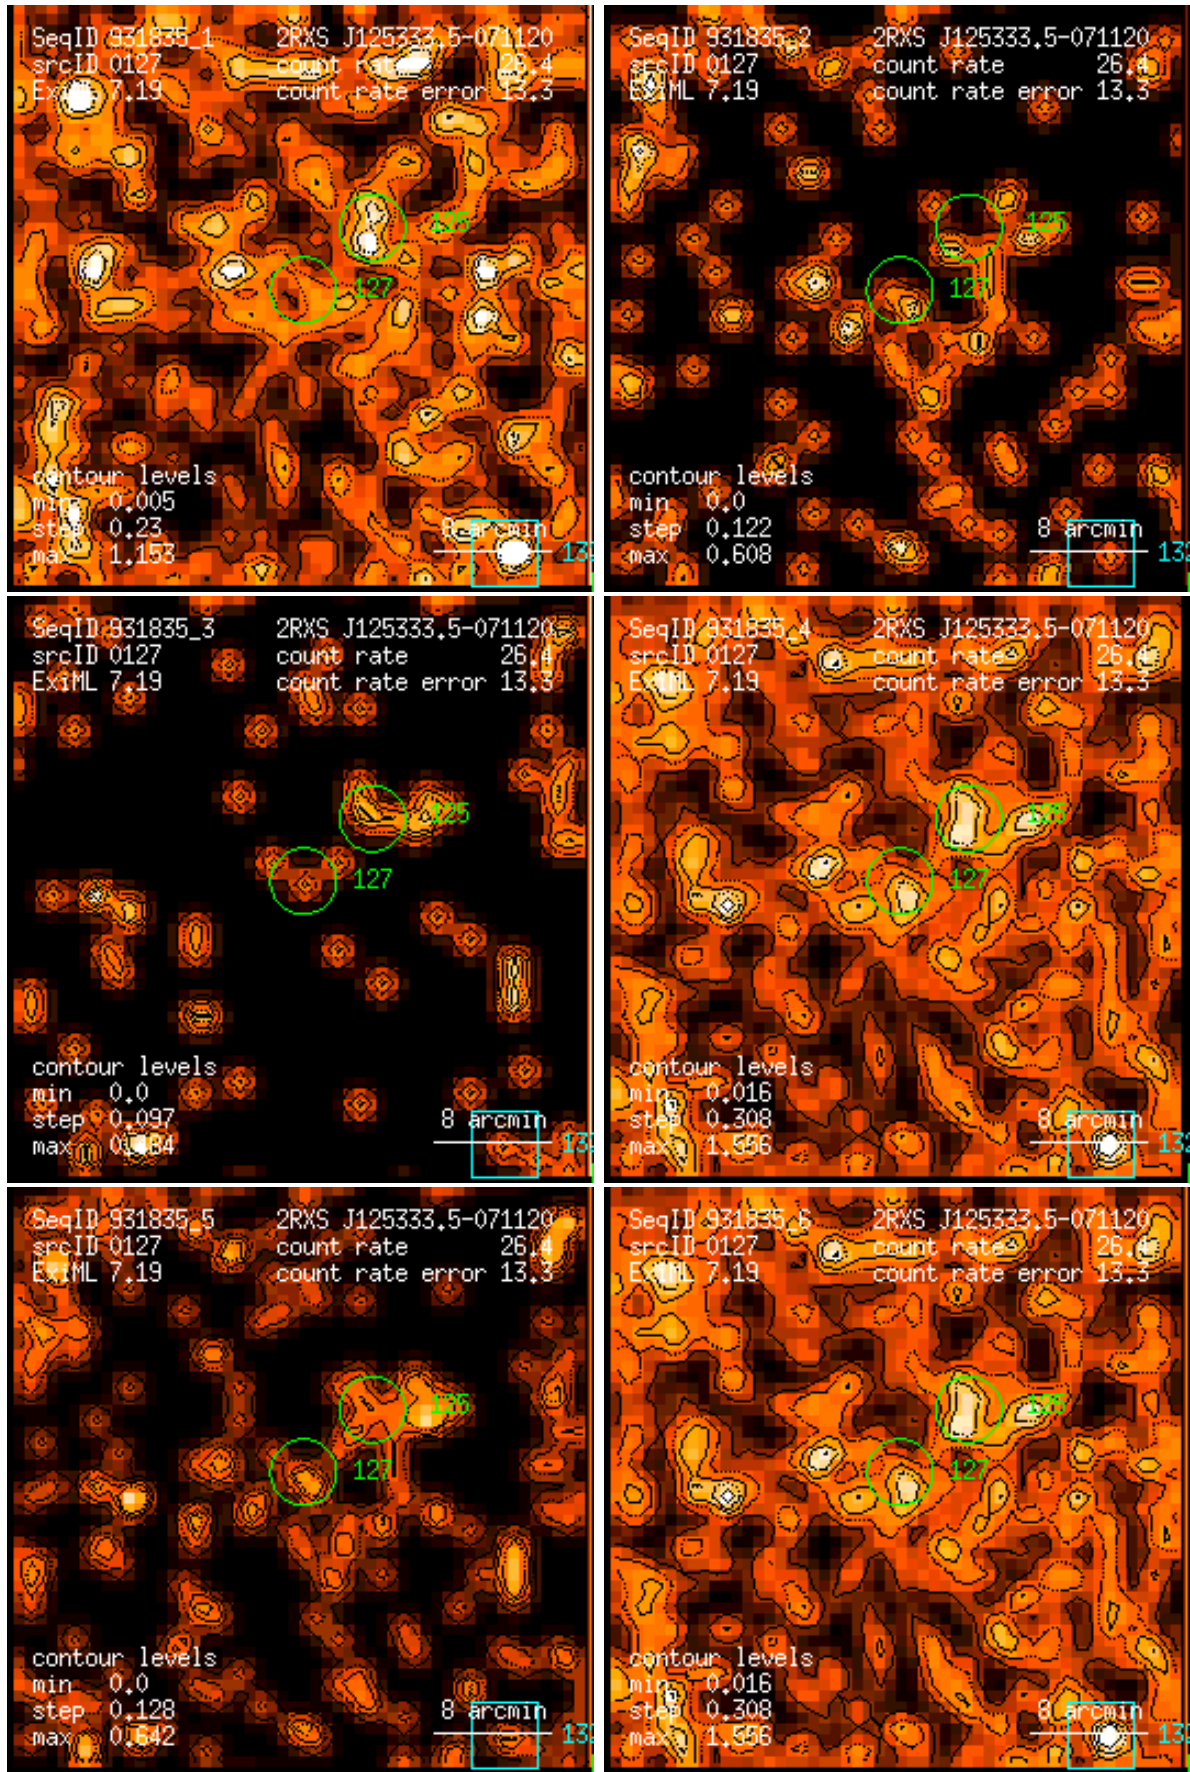 SeqID 931835_1 2RXS J125333.5-071120
srcID 0127 count rate 26.4
ExiML 7.19 count rate error 13.3
125
127
contour levels
min 0.005
step 0.23
max 1.153
8 arcmin
132
SeqID 931835_2 2RXS J125333.5-071120
srcID 0127 count rate 26.4
ExiML 7.19 count rate error 13.3
125
127
contour levels
min 0.0
step 0.122
max 0.608
8 arcmin
132
SeqID 931835_3 2RXS J125333.5-071120
srcID 0127 count rate 26.4
ExiML 7.19 count rate error 13.3
125
127
contour levels
min 0.0
step 0.097
max 0.484
8 arcmin
132
SeqID 931835_4 2RXS J125333.5-071120
srcID 0127 count rate 26.4
ExiML 7.19 count rate error 13.3
125
127
contour levels
min 0.016
step 0.308
max 1.556
8 arcmin
132
SeqID 931835_5 2RXS J125333.5-071120
srcID 0127 count rate 26.4
ExiML 7.19 count rate error 13.3
125
127
contour levels
min 0.0
step 0.128
max 0.642
8 arcmin
132
SeqID 931835_6 2RXS J125333.5-071120
srcID 0127 count rate 26.4
ExiML 7.19 count rate error 13.3
125
127
contour levels
min 0.016
step 0.308
max 1.556
8 arcmin
132